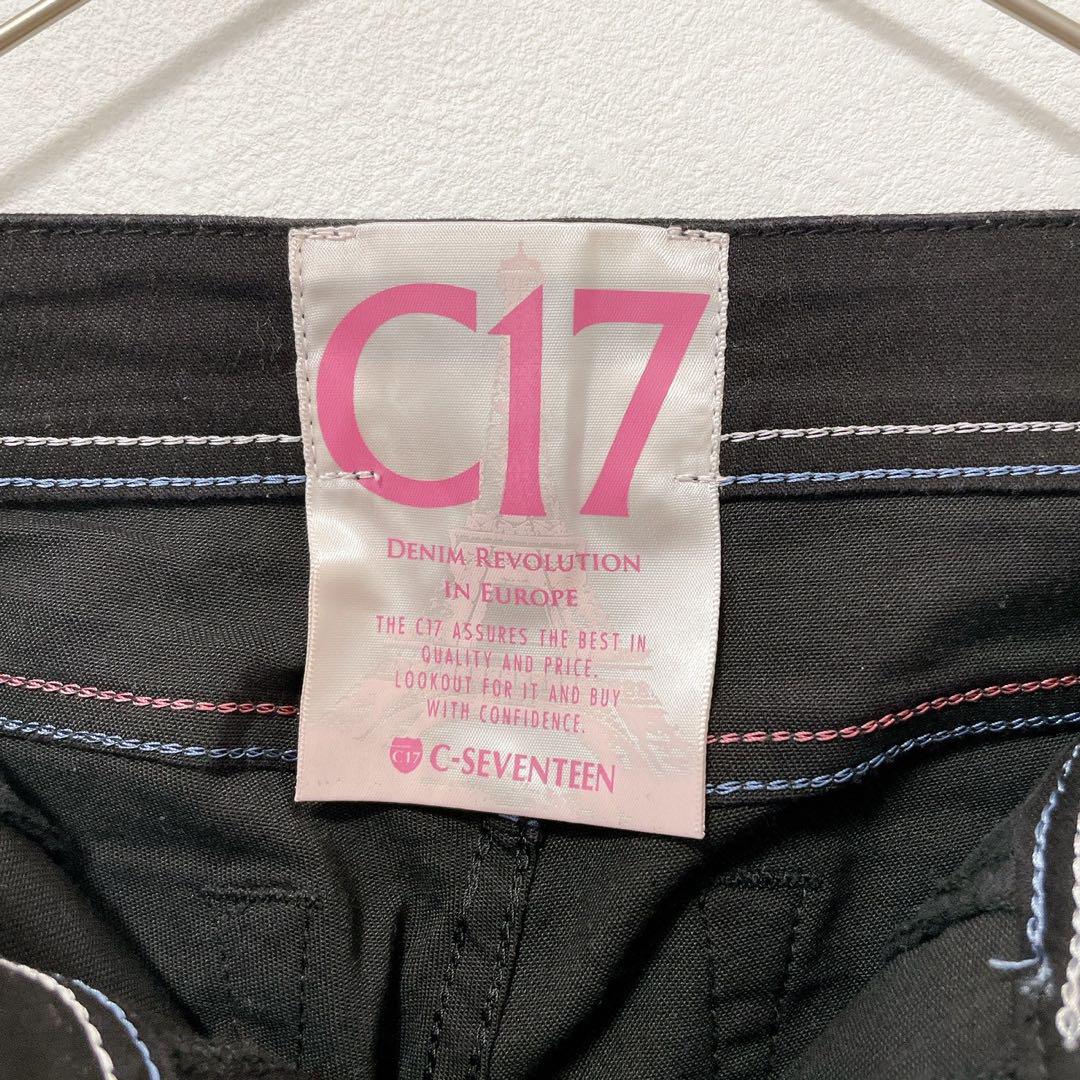 C17
DENIM REVOLUTION
IN EUROPE
THE C17 ASSURES THE BEST IN
QUALITY AND PRICE.
LOOKOUT FOR IT AND BUY
WITH CONFIDENCE.
C17 C-SEVENTEEN